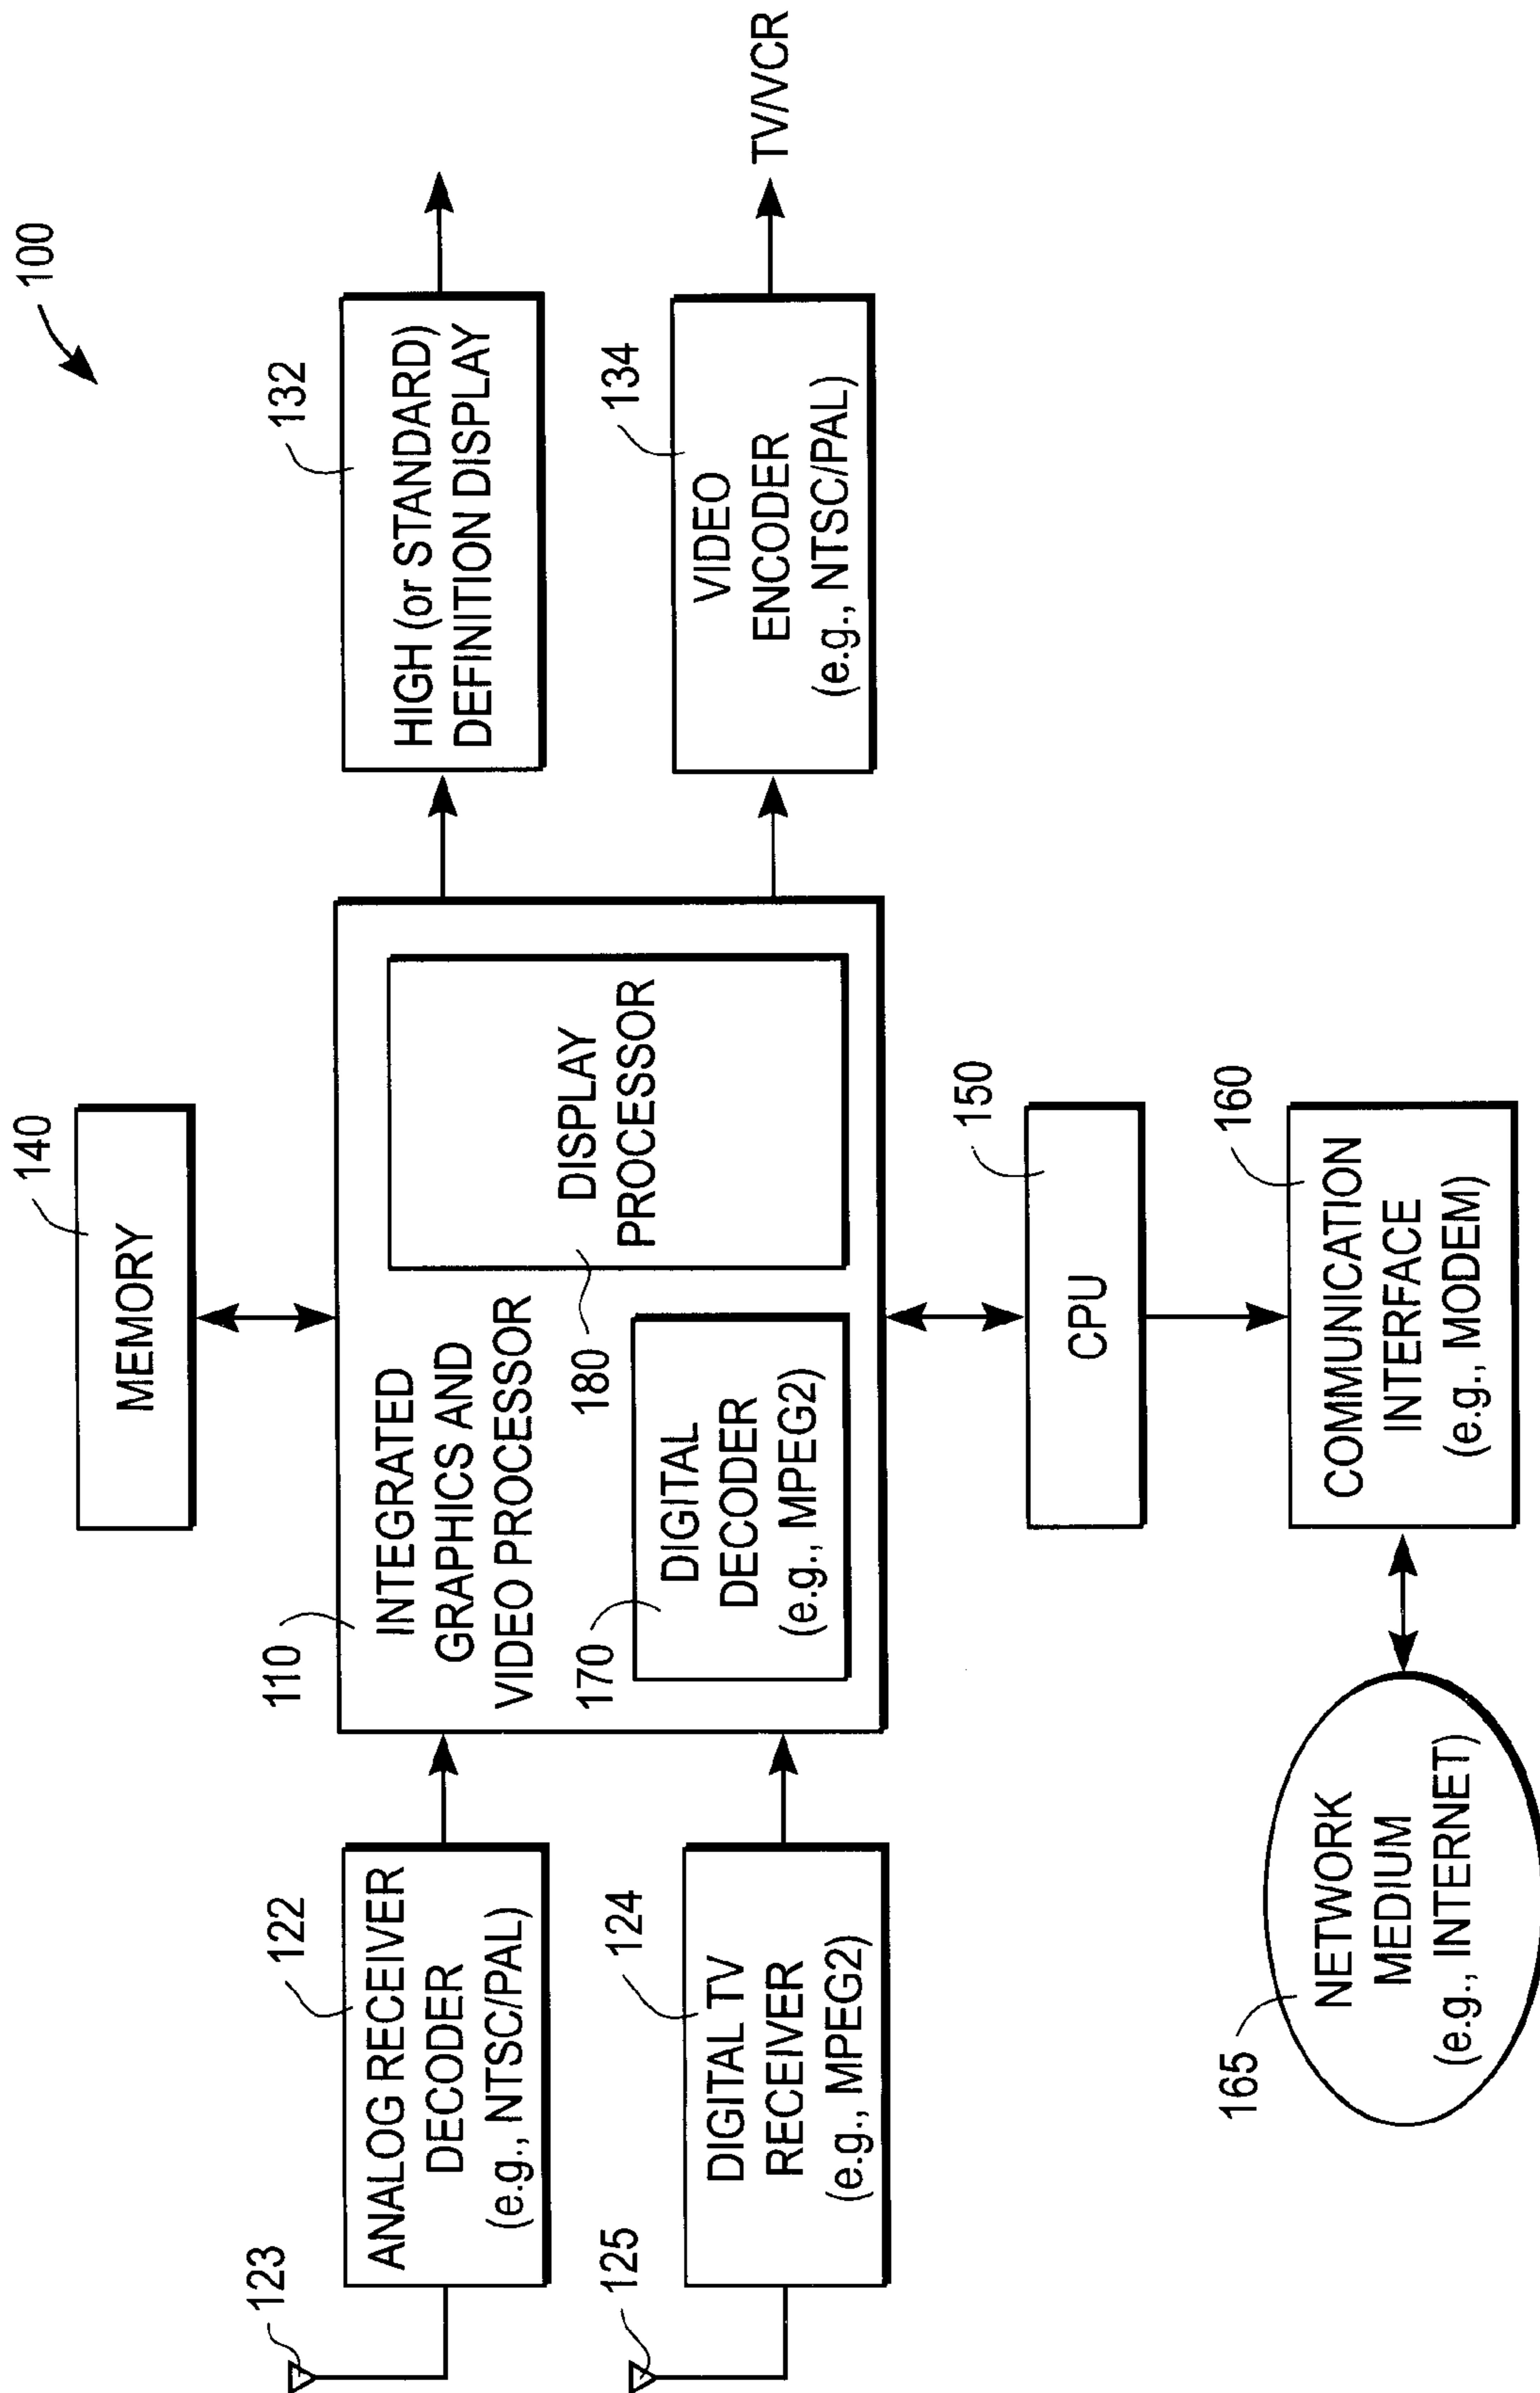 100
140
MEMORY
123
122
ANALOG RECEIVER
DECODER
(e.g., NTSC/PAL)
110
INTEGRATED
GRAPHICS AND
VIDEO PROCESSOR
180
DISPLAY
PROCESSOR
132
HIGH (or STANDARD)
DEFINITION DISPLAY
125
124
DIGITAL TV
RECEIVER
(e.g., MPEG2)
170
DIGITAL
DECODER
(e.g., MPEG2)
134
VIDEO
ENCODER
(e.g., NTSC/PAL)
TV/VCR
150
CPU
165
NETWORK
MEDIUM
(e.g., INTERNET)
160
COMMUNICATION
INTERFACE
(e.g., MODEM)